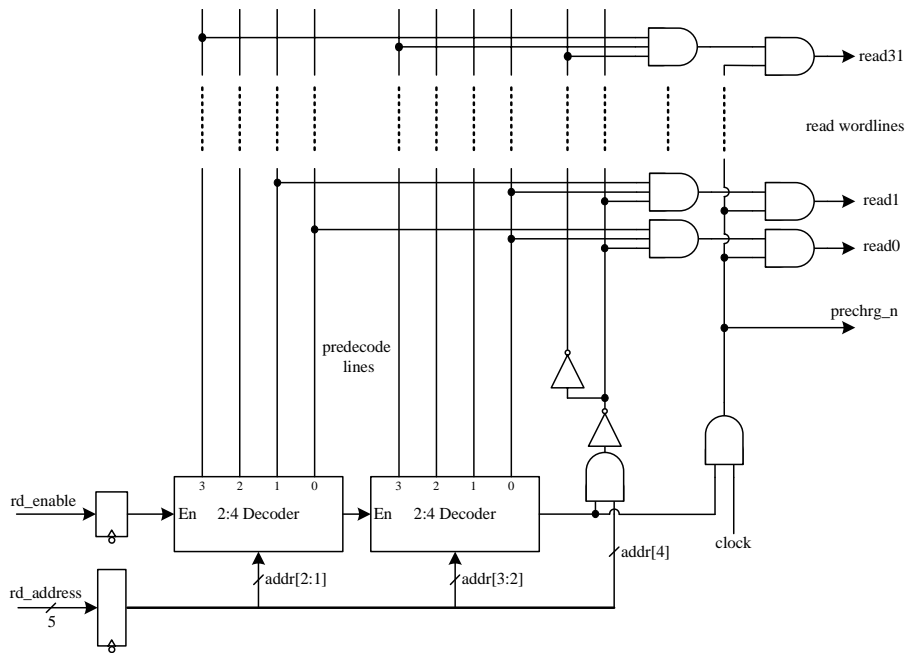 read31
read wordlines
read1
read0
prechrg_n
predecode
lines
3 2 1 0
3 2 1 0
rd_enable
En 2:4 Decoder
En 2:4 Decoder
clock
addr[2:1]
addr[3:2]
addr[4]
rd_address
5